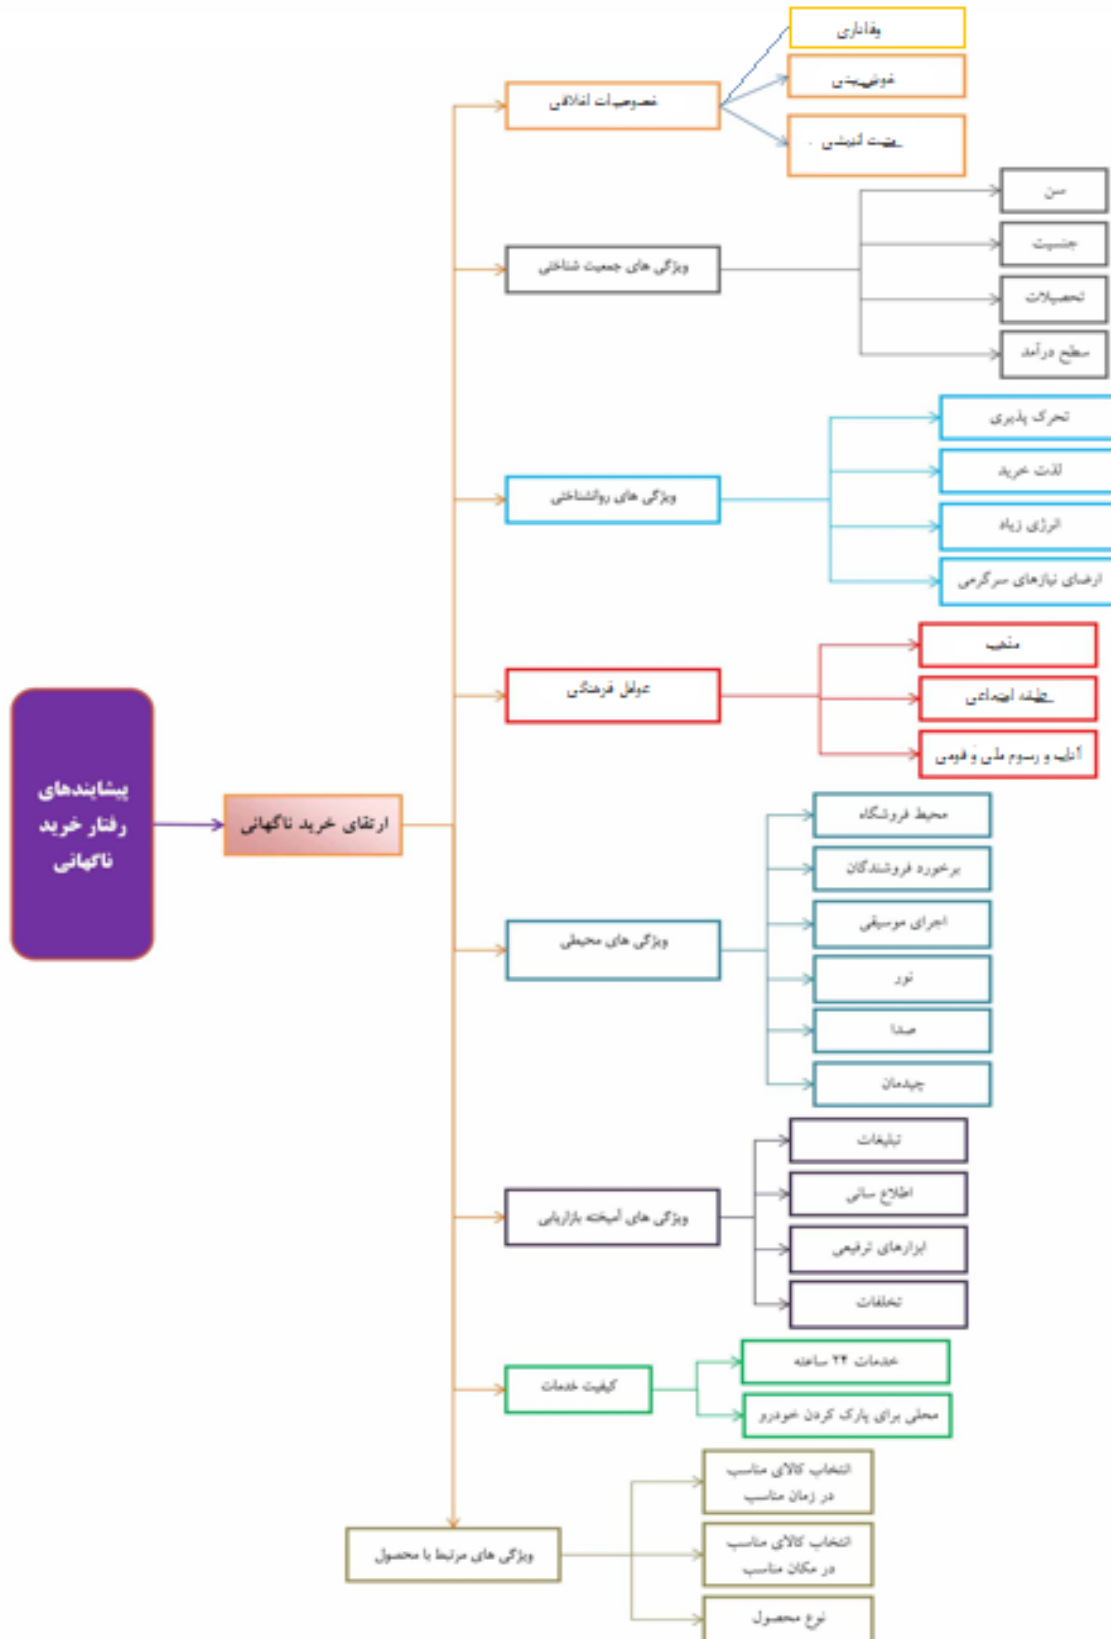 پیشایندهای
رفتار خرید
ناگهانی
ارتقای خرید ناگهانی
خصوصیات اخلاقی
وفاداری
خوش‌بینی
مثبت اندیشی
ویژگی های جمعیت شناختی
سن
جنسیت
تحصیلات
سطح درآمد
ویژگی های روانشناختی
تحرک پذیری
لذت خرید
انرژی زیاد
ارضای نیازهای سرگرمی
عوامل فرهنگی
مذهب
طبقه اجتماعی
آداب و رسوم ملی و قومی
ویژگی های محیطی
محیط فروشگاه
برخورد فروشندگان
اجرای موسیقی
نور
صدا
چیدمان
ویژگی های آمیخته بازاریابی
تبلیغات
اطلاع سانی
ابزارهای ترفیعی
تخلفات
کیفیت خدمات
خدمات ۲۴ ساعته
محلی برای پارک کردن خودرو
ویژگی های مرتبط با محصول
انتخاب کالای مناسب
در زمان مناسب
انتخاب کالای مناسب
در مکان مناسب
نوع محصول